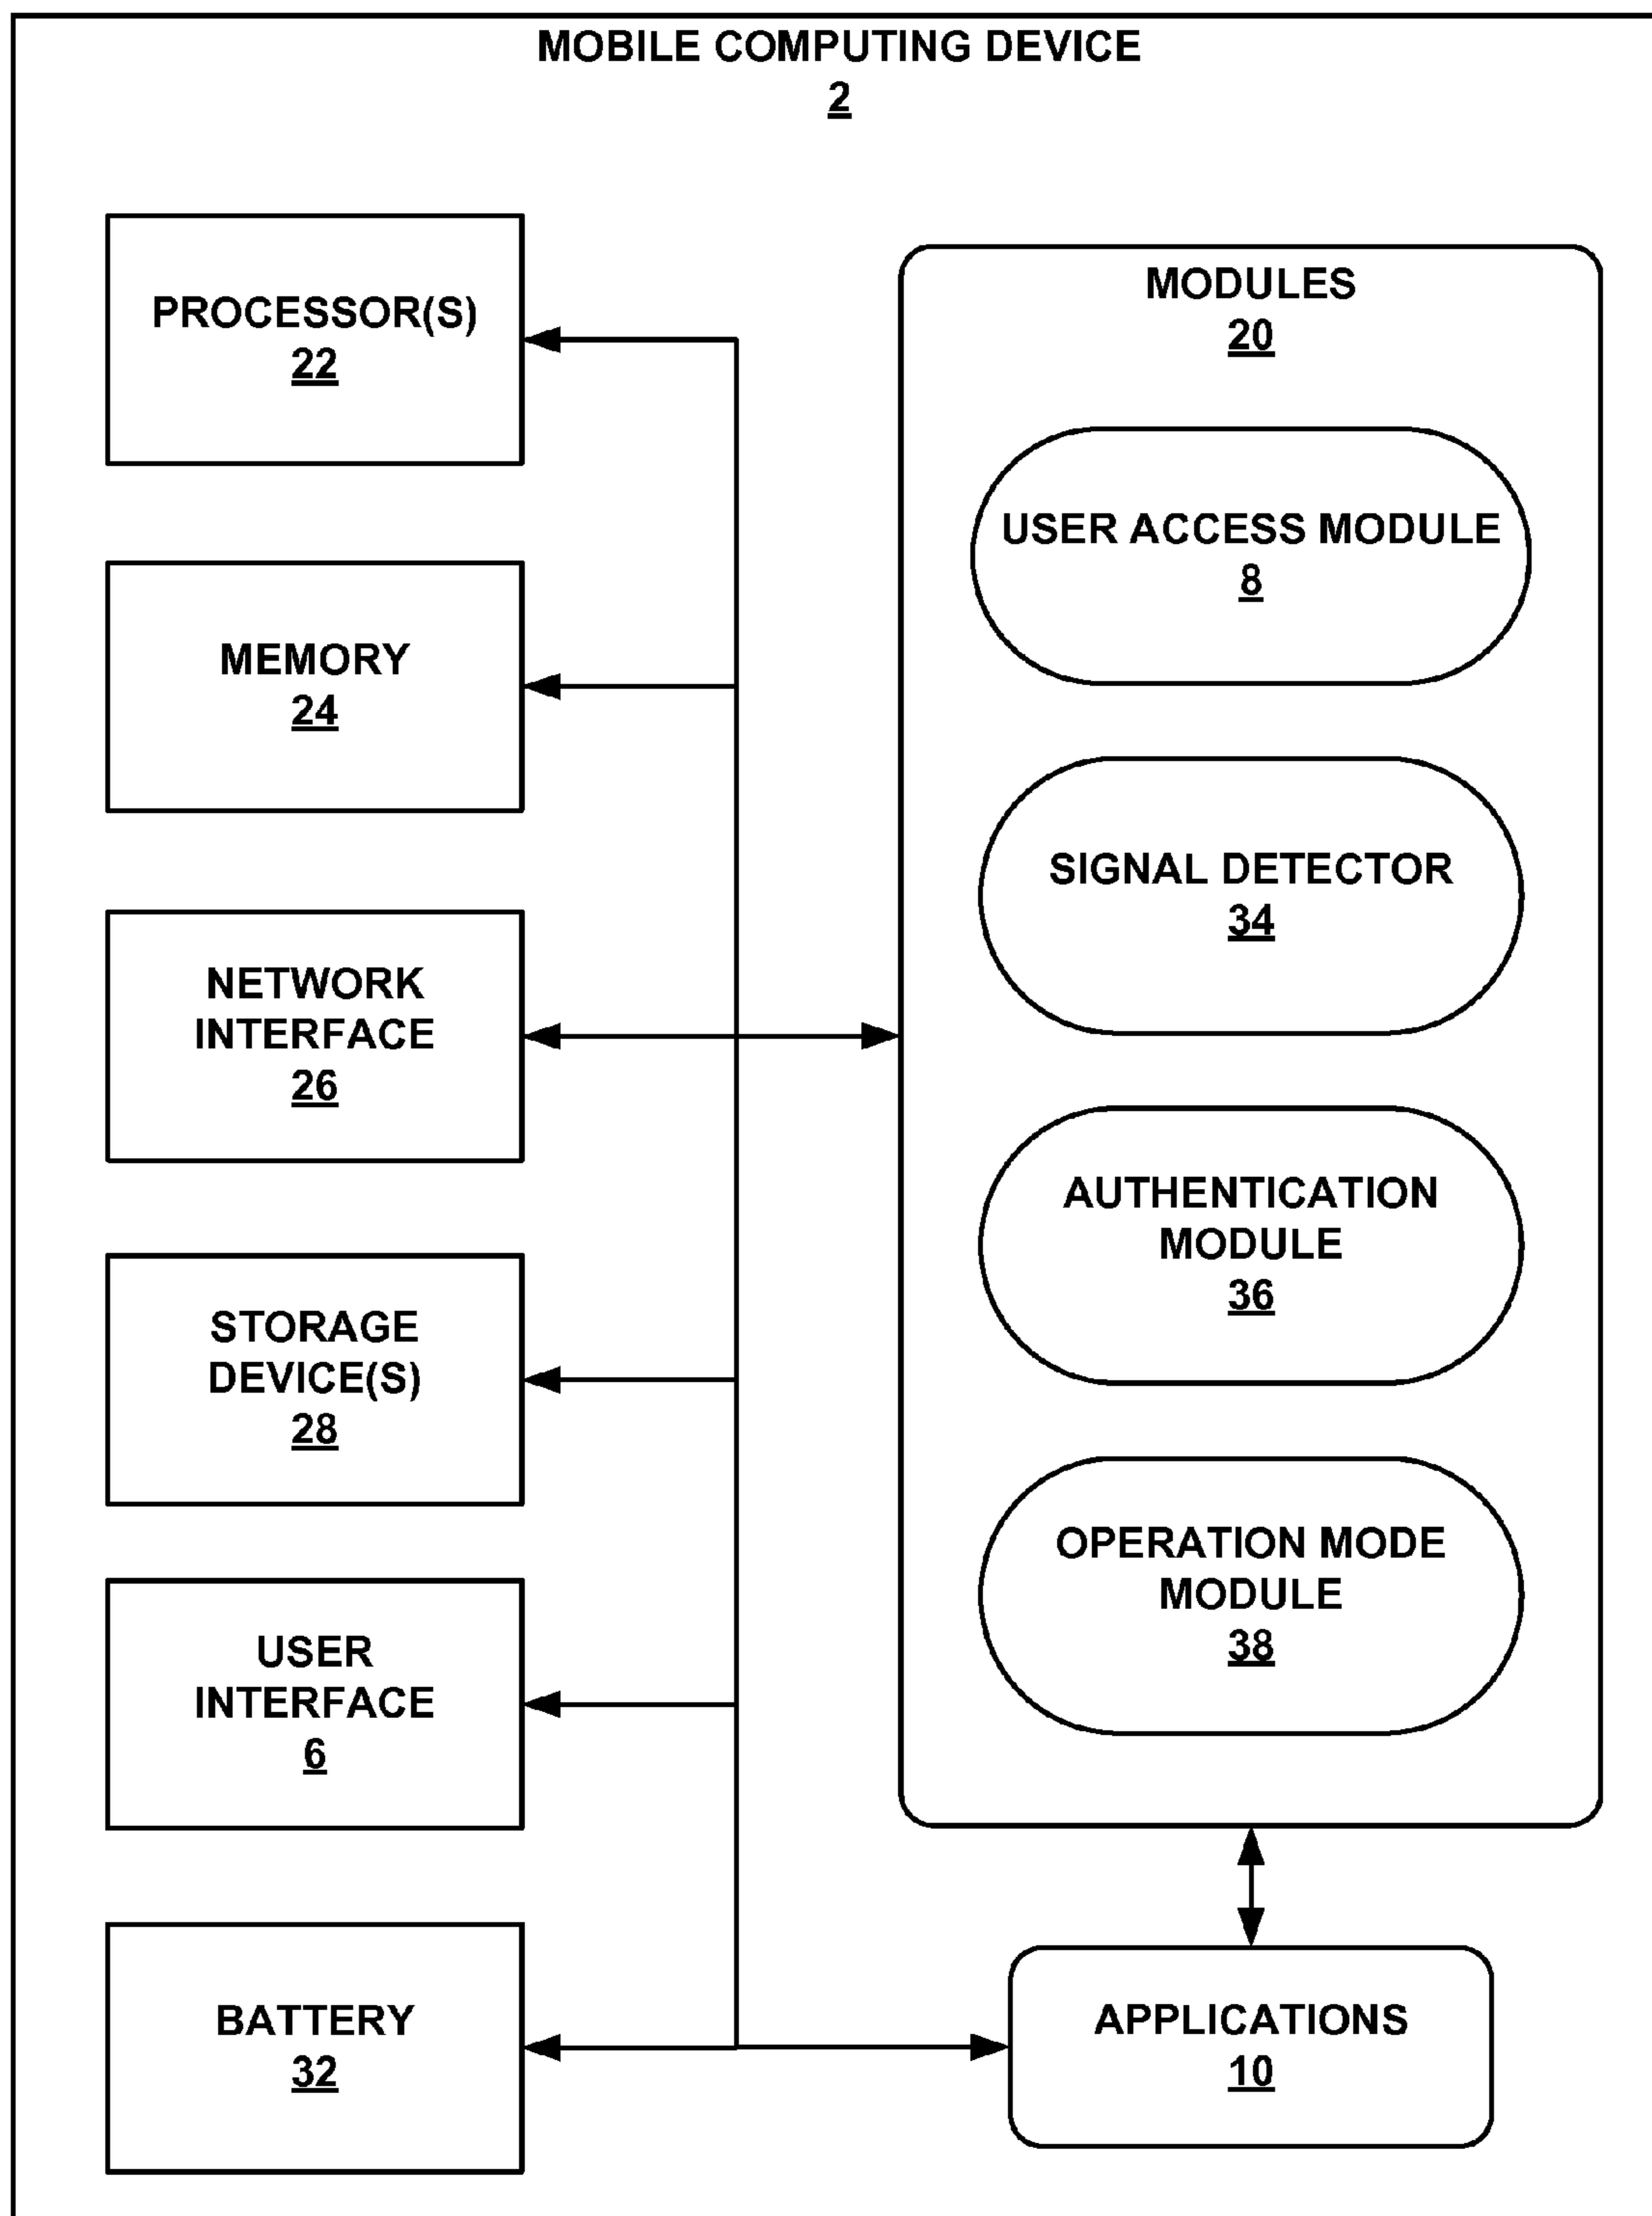 MOBILE COMPUTING DEVICE
2
PROCESSOR(S)
22
MEMORY
24
NETWORK
INTERFACE
26
STORAGE
DEVICE(S)
28
USER
INTERFACE
6
BATTERY
32
MODULES
20
USER ACCESS MODULE
8
SIGNAL DETECTOR
34
AUTHENTICATION
MODULE
36
OPERATION MODE
MODULE
38
APPLICATIONS
10